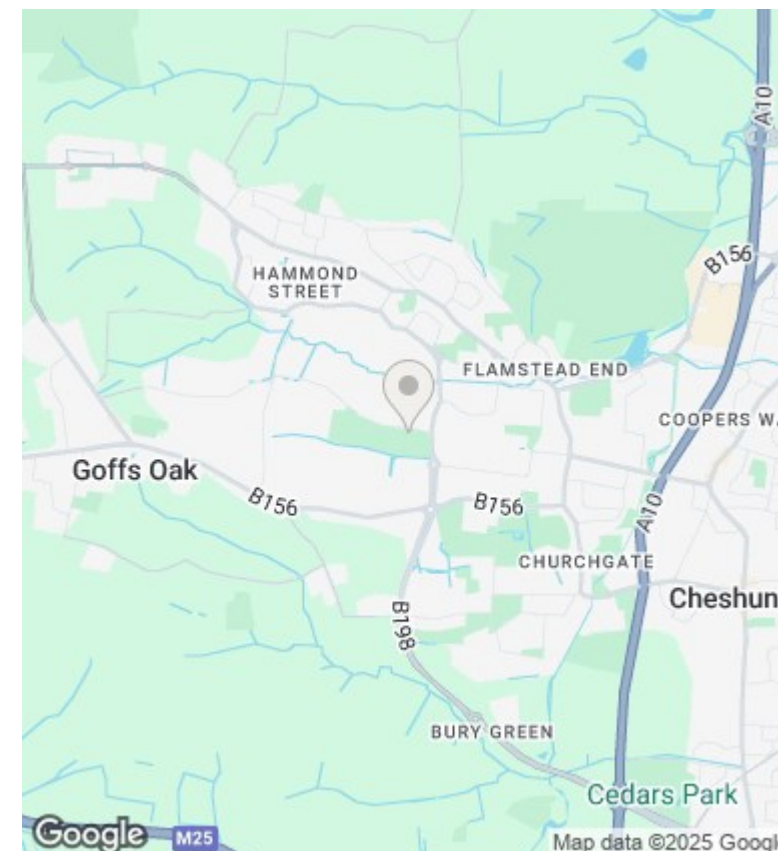 A10
B156
HAMMOND
STREET
FLAMSTEAD END
COOPERS WA
Goffs Oak
B156
B156
A10
CHURCHGATE
Cheshun
B198
BURY GREEN
Cedars Park
Google
M25
Map data ©2025 Googl